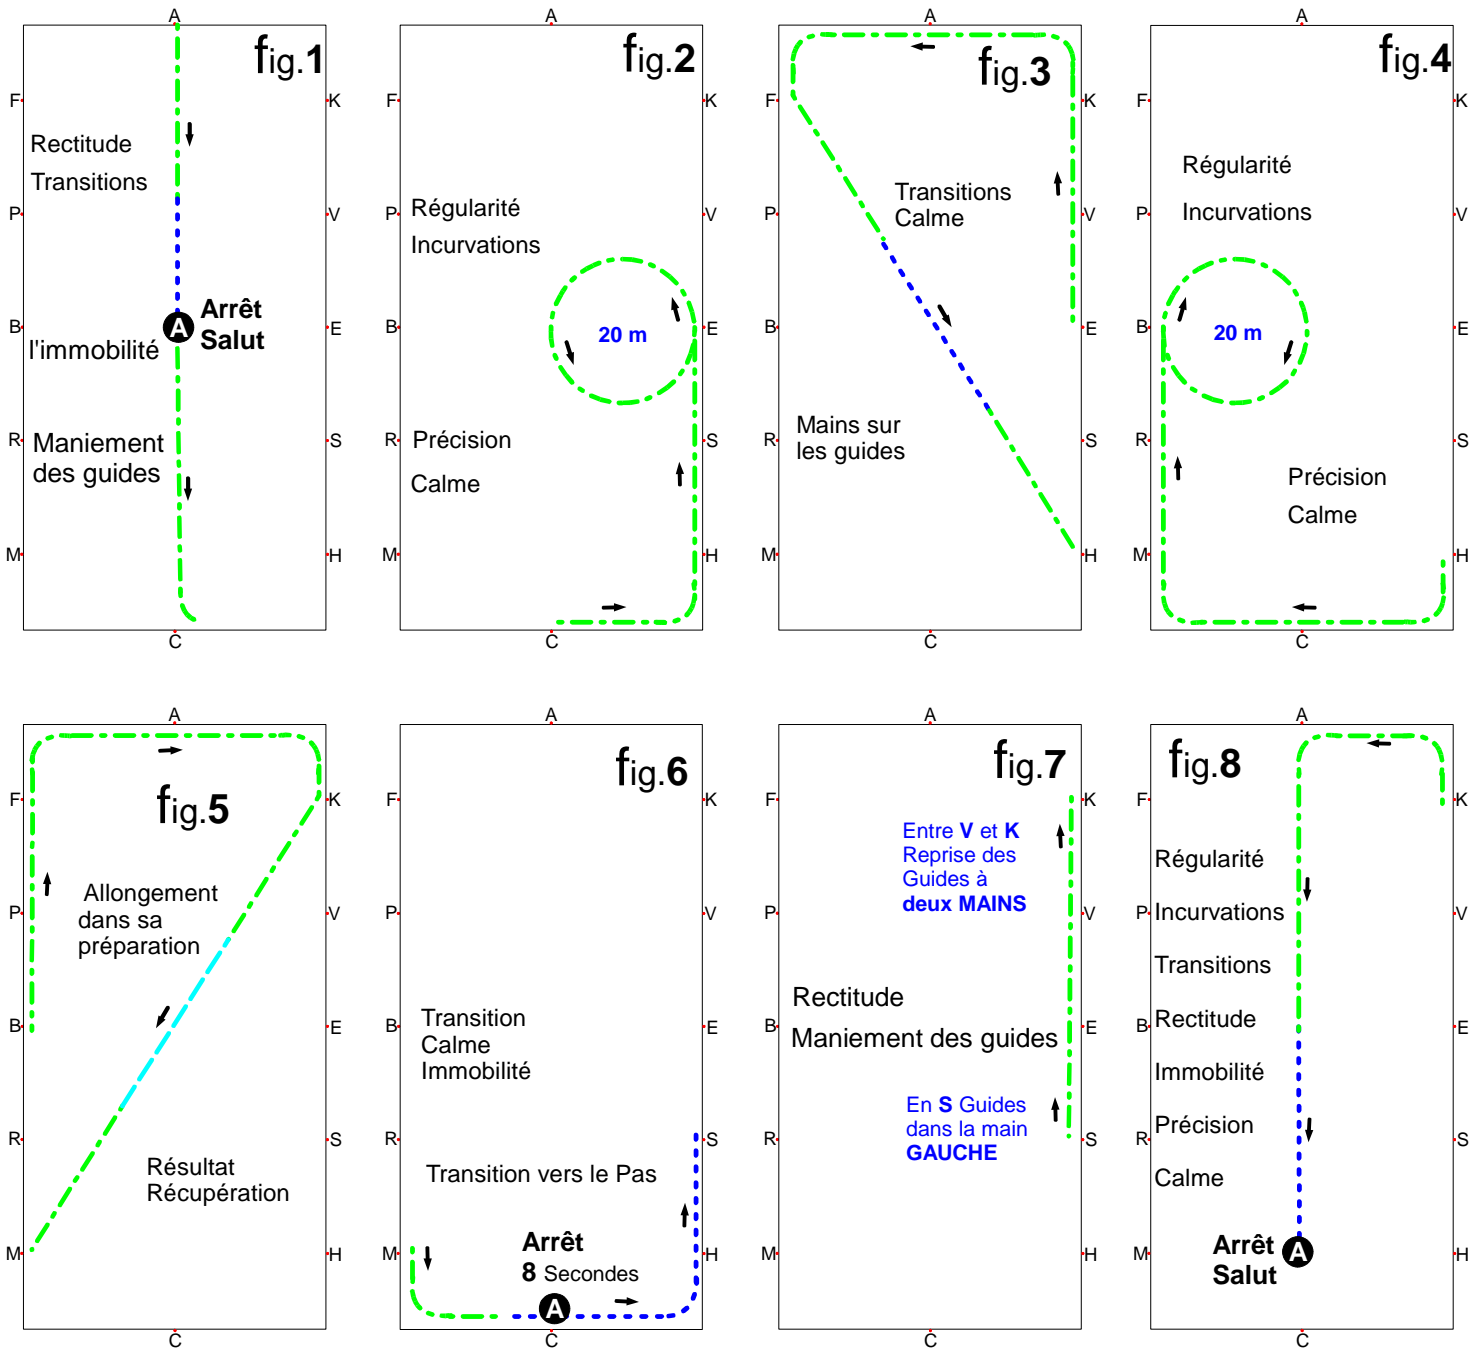 A
fig.1
F
K
Rectitude
Transitions
P
V
B
A
Arrêt
Salut
E
l'immobilité
Maniement
des guides
R
S
M
H
C
A
fig.2
F
K
Régularité
Incurvations
P
V
B
20 m
E
Précision
Calme
R
S
M
H
C
A
fig.3
F
K
Transitions
Calme
P
V
B
E
Mains sur
les guides
R
S
M
H
C
A
fig.4
F
K
Régularité
Incurvations
P
V
B
20 m
E
R
S
Précision
Calme
M
H
C
A
F
fig.5
K
Allongement
dans sa
préparation
P
V
B
E
R
S
Résultat
Récupération
M
H
C
A
fig.6
F
K
P
V
Transition
Calme
Immobilité
B
E
R
S
Transition vers le Pas
M
H
Arrêt
8 Secondes
A
C
A
fig.7
F
K
Entre V et K
Reprise des
Guides à
deux MAINS
P
V
Rectitude
B
E
Maniement des guides
En S Guides
dans la main
GAUCHE
R
S
M
H
C
A
fig.8
F
K
Régularité
P
Incurvations
V
Transitions
B
Rectitude
E
Immobilité
R
Précision
S
Calme
M
Arrêt
Salut
A
H
C